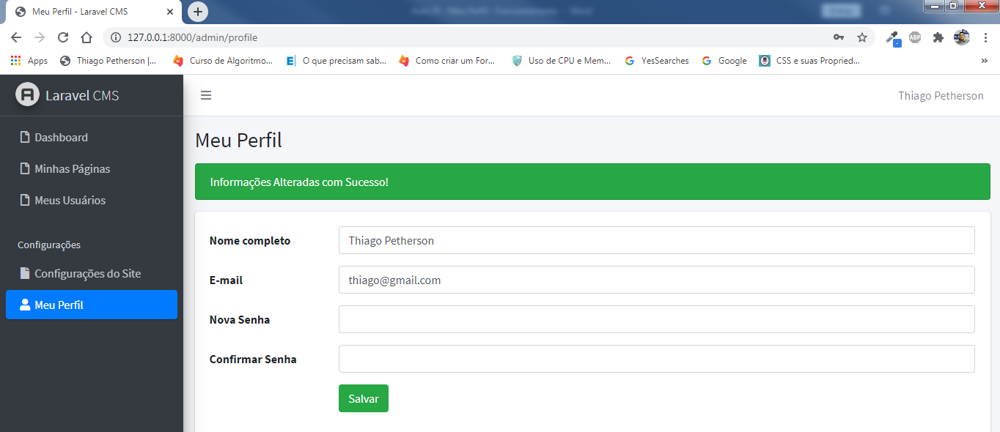 Meu Perfil - Laravel CMS
127.0.0.1:8000/admin/profile
ABP
Apps Thiago Petherson |... Curso de Algoritmo... O que precisam sab... Como criar um For... Uso de CPU e Mem... YesSearches Google CSS e suas Propried... »
Laravel CMS
Thiago Petherson
Dashboard
Minhas Páginas
Meus Usuários
Configurações
Configurações do Site
Meu Perfil
Meu Perfil
Informações Alteradas com Sucesso!
Nome completo Thiago Petherson
E-mail thiago@gmail.com
Nova Senha
Confirmar Senha
Salvar